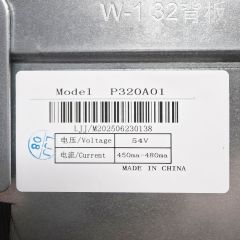 W-1 32背板
Model P320A01
LJJ/M202506230138
电压/Voltage 54V
电流/Current 450ma-480ma
MADE IN CHINA